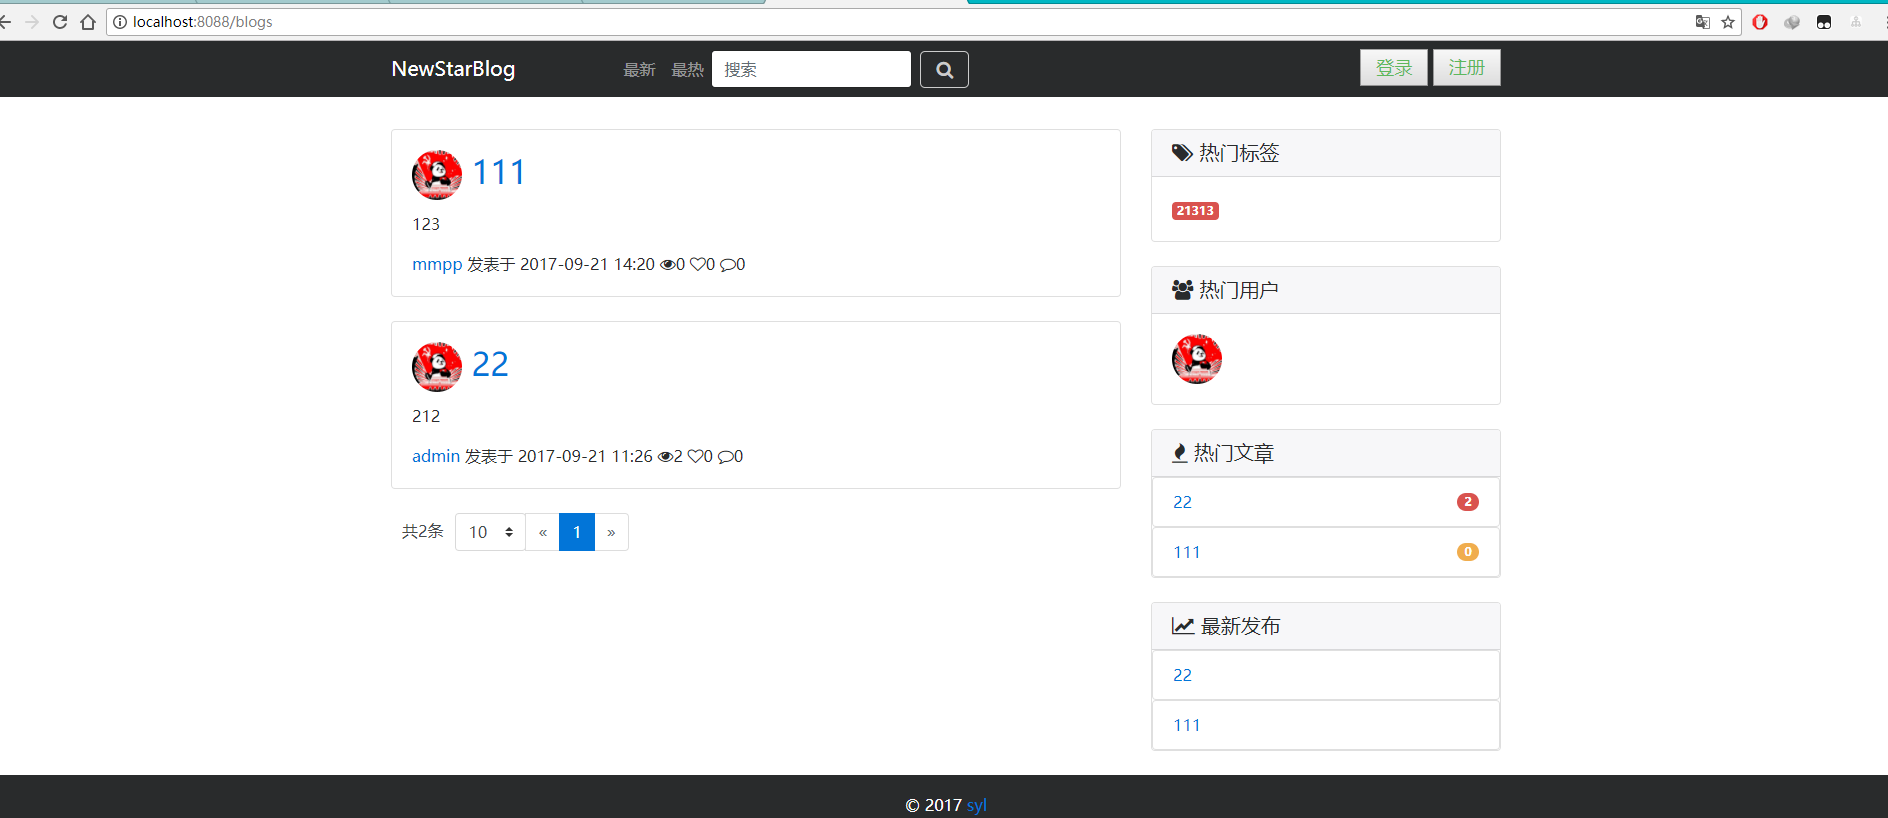 localhost:8088/blogs
NewStarBlog 最新 最热 搜索 登录 注册
111
123
mmpp 发表于 2017-09-21 14:20 0 0 0
22
212
admin 发表于 2017-09-21 11:26 2 0 0
共2条 10 « 1 »
热门标签
21313
热门用户
热门文章
22 2
111 0
最新发布
22
111
© 2017 syl